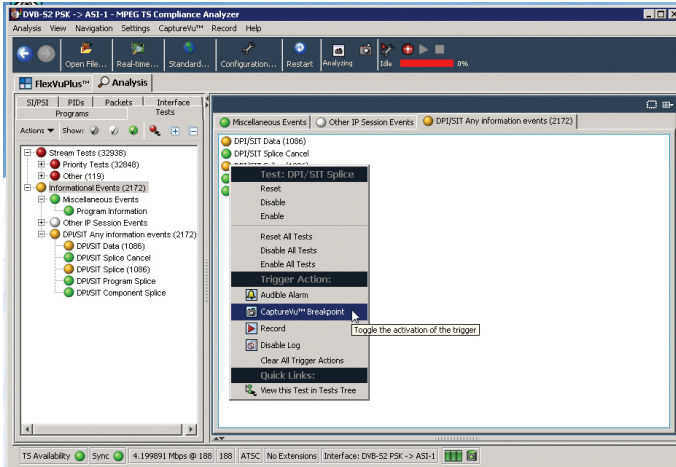 DVB-S2 PSK -> ASI-1 - MPEG TS Compliance Analyzer
Analysis View Navigation Settings CaptureVu™ Record Help
Open File... Real-time... Standard... Configuration... Restart Analyzing Idle 0%
FlexVuPlus™ Analysis
SI/PSI PIDs Packets Interface
Programs Tests
Actions Show:
Stream Tests (32938)
Priority Tests (32848)
Other (119)
Informational Events (2172)
Miscellaneous Events
Program Information
Other IP Session Events
DPI/SIT Any information events (2172)
DPI/SIT Data (1086)
DPI/SIT Splice Cancel
DPI/SIT Splice (1086)
DPI/SIT Program Splice
DPI/SIT Component Splice
Miscellaneous Events Other IP Session Events DPI/SIT Any information events (2172)
DPI/SIT Data (1086)
DPI/SIT Splice Cancel
Test: DPI/SIT Splice
Reset
Disable
Enable
Reset All Tests
Disable All Tests
Enable All Tests
Trigger Action:
Audible Alarm
CaptureVu™ Breakpoint
Toggle the activation of the trigger
Record
Disable Log
Clear All Trigger Actions
Quick Links:
View this Test in Tests Tree
TS Availability Sync 4.199891 Mbps @ 188 188 ATSC No Extensions Interface: DVB-S2 PSK -> ASI-1